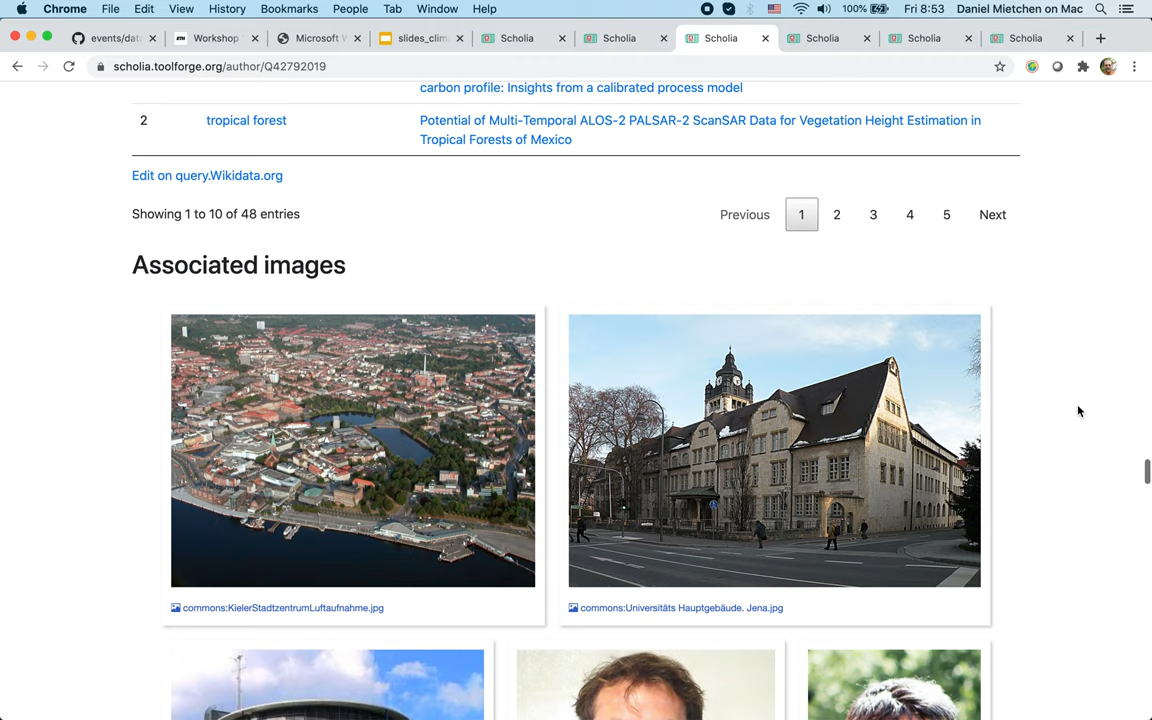 Chrome File Edit View History Bookmarks People Tab Window Help 100% Fri 8:53 Daniel Mietchen on Mac
events/dat Workshop Microsoft slides_clim Scholia Scholia Scholia Scholia Scholia Scholia
scholia.toolforge.org/author/Q42792019
carbon profile: Insights from a calibrated process model
2 tropical forest Potential of Multi-Temporal ALOS-2 PALSAR-2 ScanSAR Data for Vegetation Height Estimation in
Tropical Forests of Mexico
Edit on query.Wikidata.org
Showing 1 to 10 of 48 entries Previous 1 2 3 4 5 Next
Associated images
commons:KielerStadtzentrumLuftaufnahme.jpg commons:Universitäts Hauptgebäude. Jena.jpg